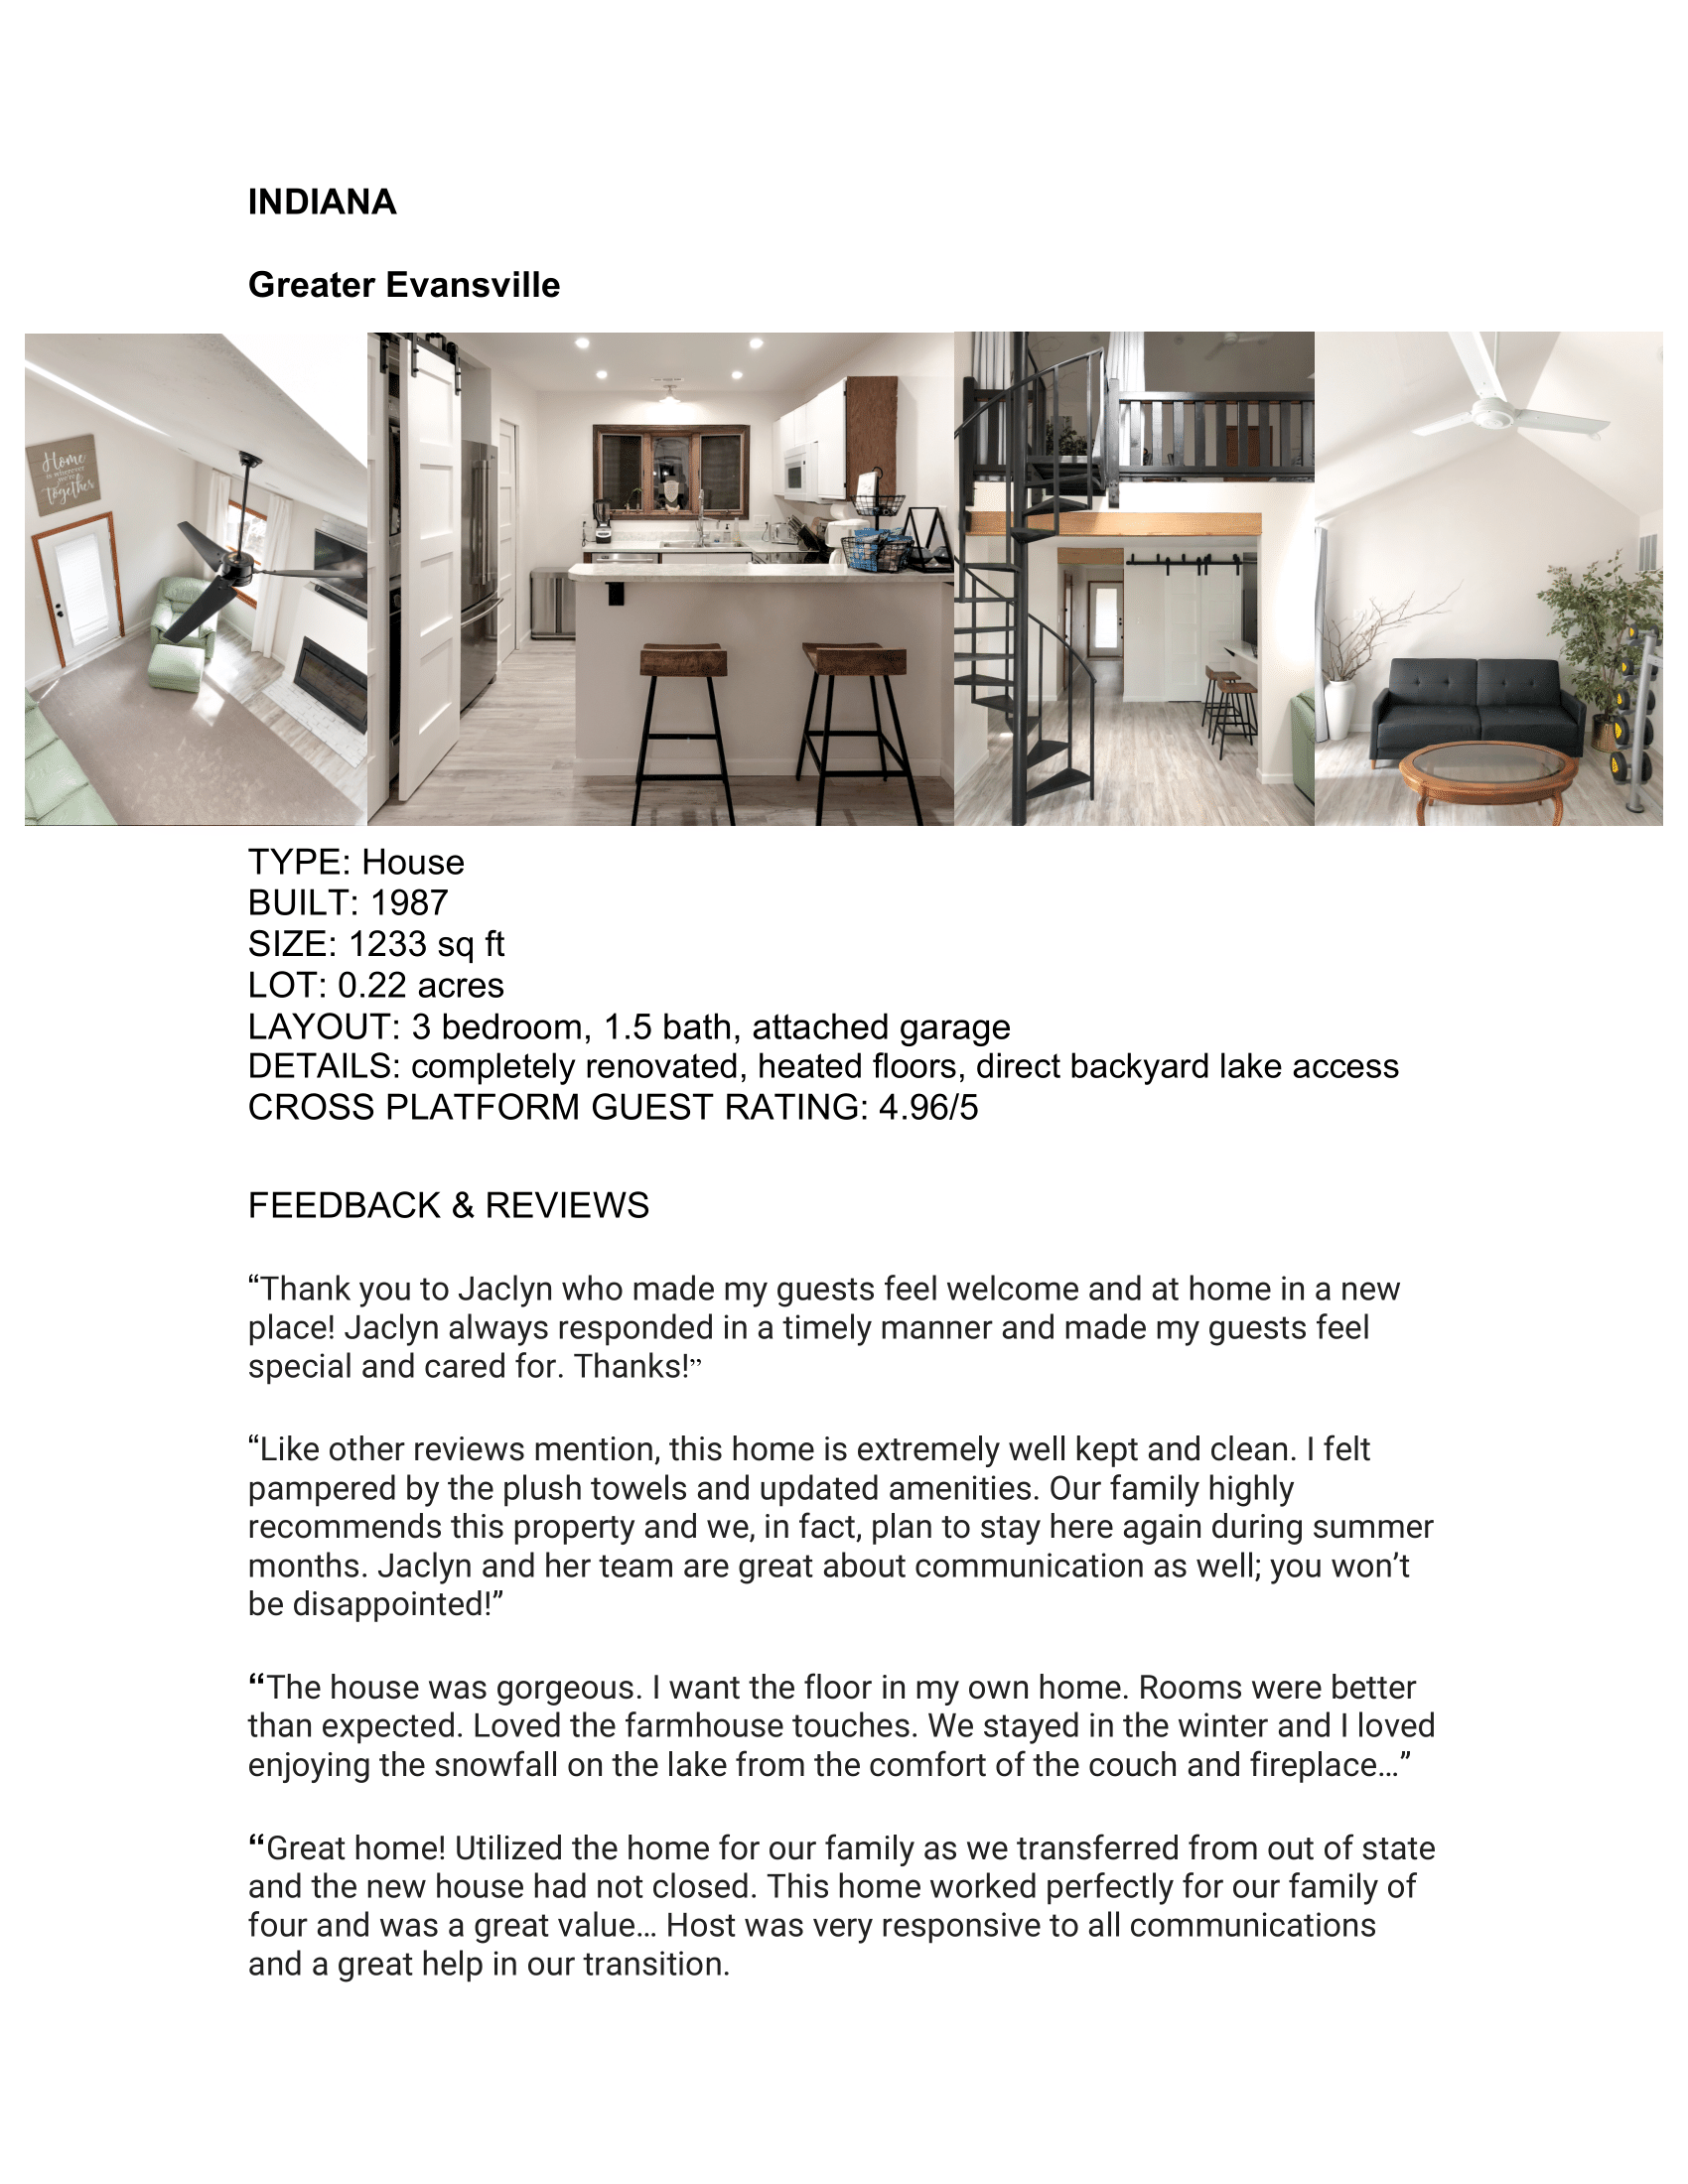 INDIANA
Greater Evansville
Home
is wherever
we're
together
TYPE: House
BUILT: 1987
SIZE: 1233 sq ft
LOT: 0.22 acres
LAYOUT: 3 bedroom, 1.5 bath, attached garage
DETAILS: completely renovated, heated floors, direct backyard lake access
CROSS PLATFORM GUEST RATING: 4.96/5
FEEDBACK & REVIEWS
“Thank you to Jaclyn who made my guests feel welcome and at home in a new
place! Jaclyn always responded in a timely manner and made my guests feel
special and cared for. Thanks!”
“Like other reviews mention, this home is extremely well kept and clean. I felt
pampered by the plush towels and updated amenities. Our family highly
recommends this property and we, in fact, plan to stay here again during summer
months. Jaclyn and her team are great about communication as well; you won’t
be disappointed!”
“The house was gorgeous. I want the floor in my own home. Rooms were better
than expected. Loved the farmhouse touches. We stayed in the winter and I loved
enjoying the snowfall on the lake from the comfort of the couch and fireplace…”
“Great home! Utilized the home for our family as we transferred from out of state
and the new house had not closed. This home worked perfectly for our family of
four and was a great value… Host was very responsive to all communications
and a great help in our transition.